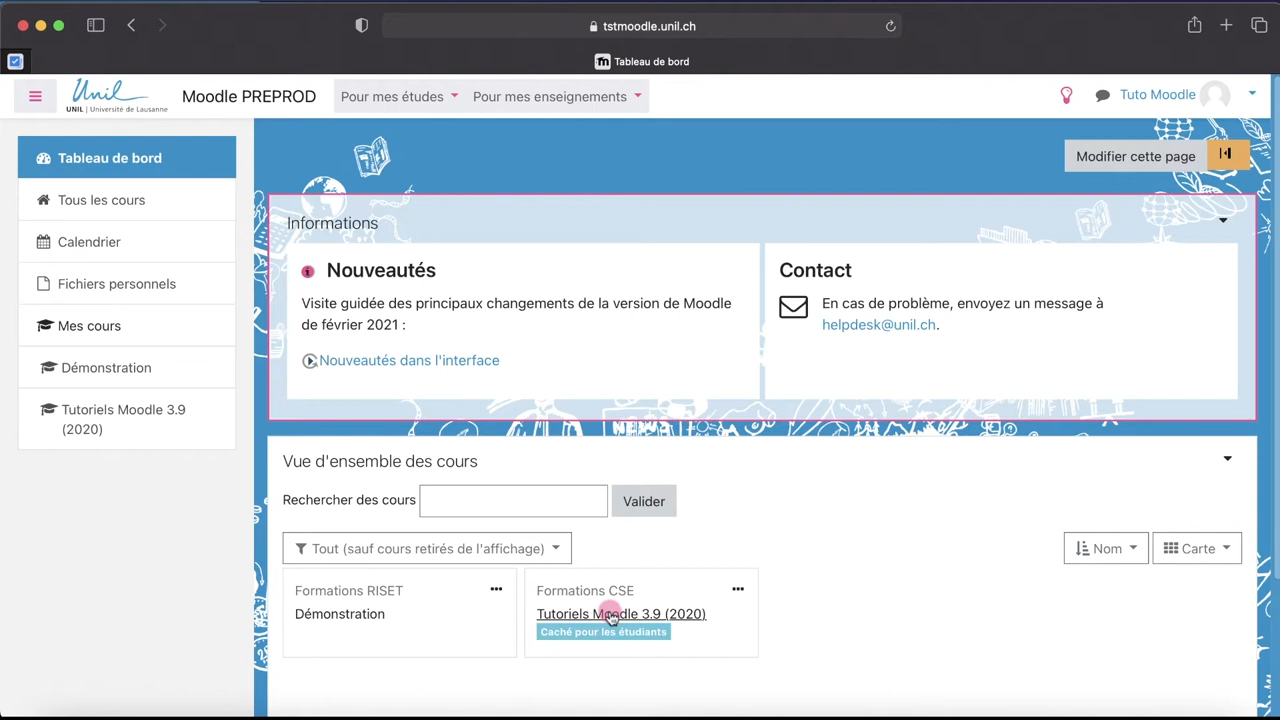 tstmoodle.unil.ch
Tableau de bord
Unil
UNIL | Université de Lausanne
Moodle PREPROD
Pour mes études
Pour mes enseignements
Tuto Moodle
Tableau de bord
Tous les cours
Calendrier
Fichiers personnels
Mes cours
Démonstration
Tutoriels Moodle 3.9
(2020)
Modifier cette page
Informations
Nouveautés
Visite guidée des principaux changements de la version de Moodle
de février 2021 :
Nouveautés dans l'interface
Contact
En cas de problème, envoyez un message à
helpdesk@unil.ch.
NEWS
Vue d'ensemble des cours
Rechercher des cours
Valider
Tout (sauf cours retirés de l'affichage)
Nom
Carte
Formations RISET
Démonstration
Formations CSE
Tutoriels Moodle 3.9 (2020)
Caché pour les étudiants